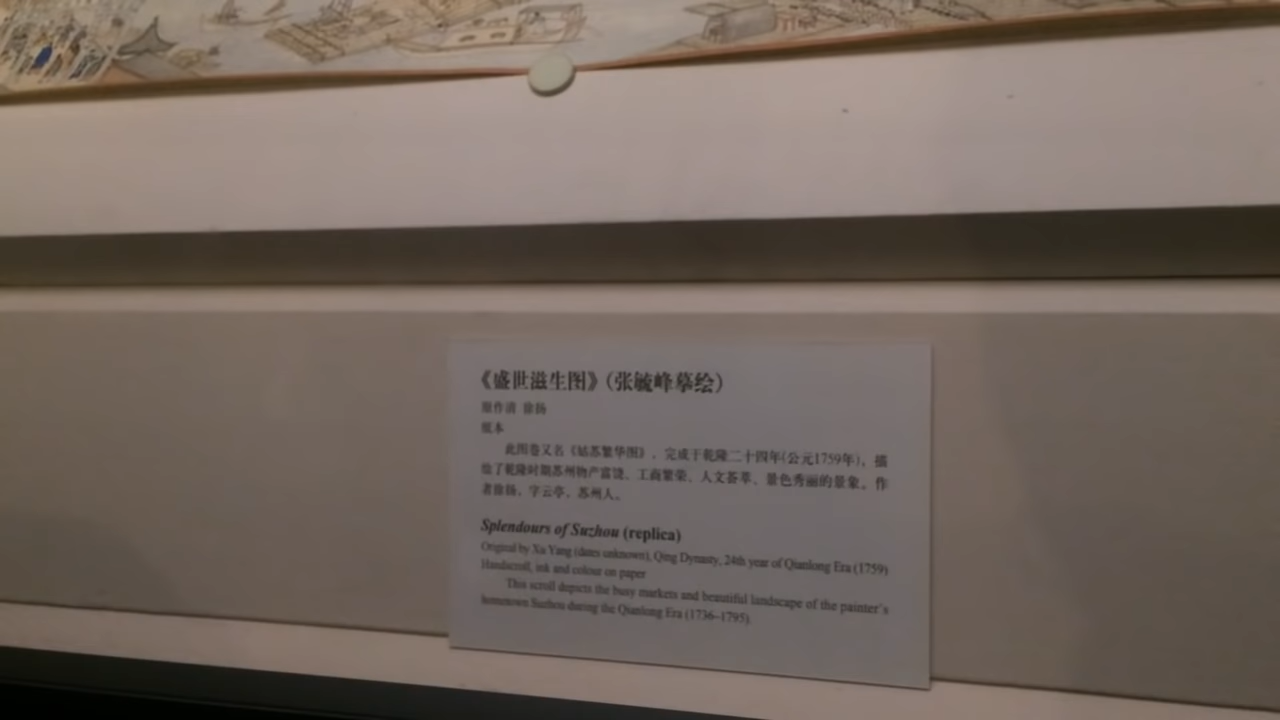 《盛世滋生图》（张毓峰摹绘）
原作清 徐扬
纸本
此图卷又名《姑苏繁华图》，完成于乾隆二十四年（公元1759年），描
绘了乾隆时期苏州物产富饶、工商繁荣、人文荟萃、景色秀丽的景象。作
者徐扬，字云亭，苏州人。
Splendours of Suzhou (replica)
Original by Xu Yang (dates unknown), Qing Dynasty, 24th year of Qianlong Era (1759)
Handscroll, ink and colour on paper
This scroll depicts the busy markets and beautiful landscape of the painter's
hometown Suzhou during the Qianlong Era (1736–1795)